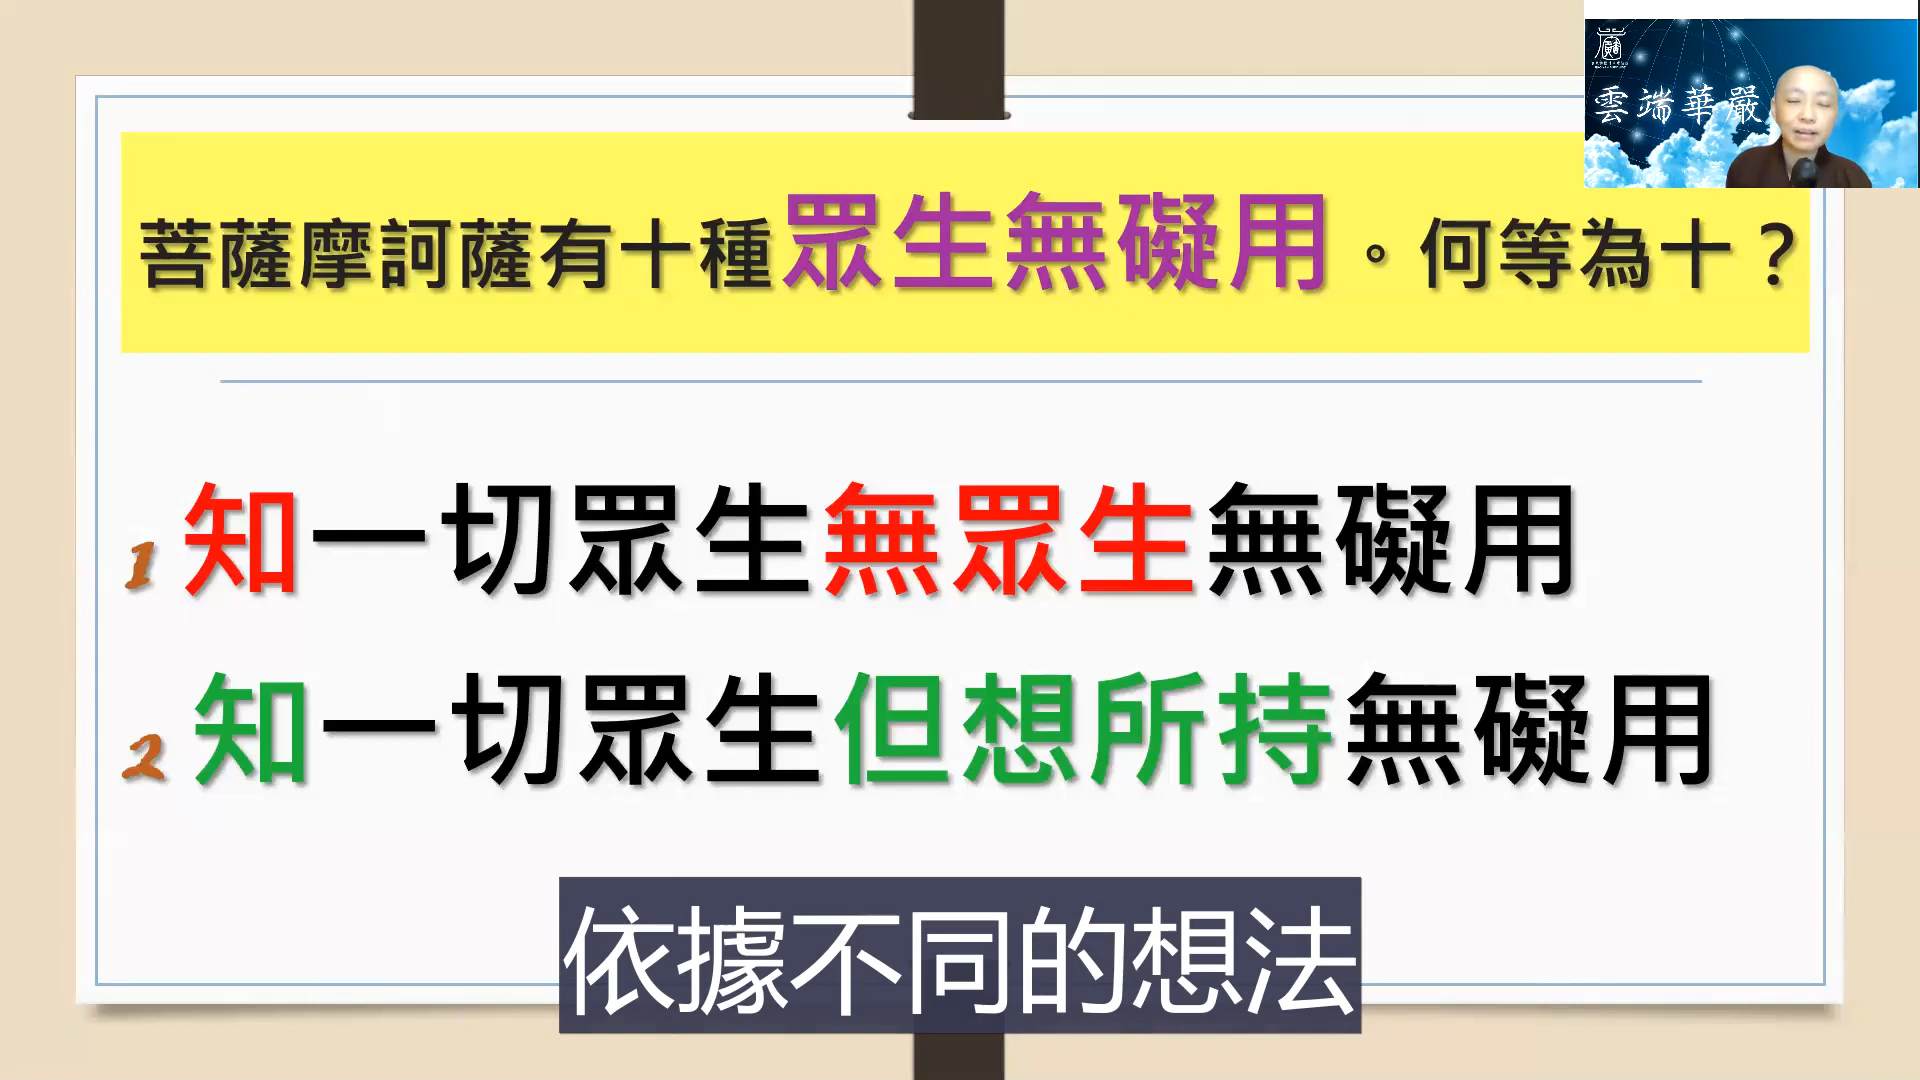 雲端華嚴
菩薩摩訶薩有十種眾生無礙用。何等為十？
1 知一切眾生無眾生無礙用
2 知一切眾生但想所持無礙用
依據不同的想法